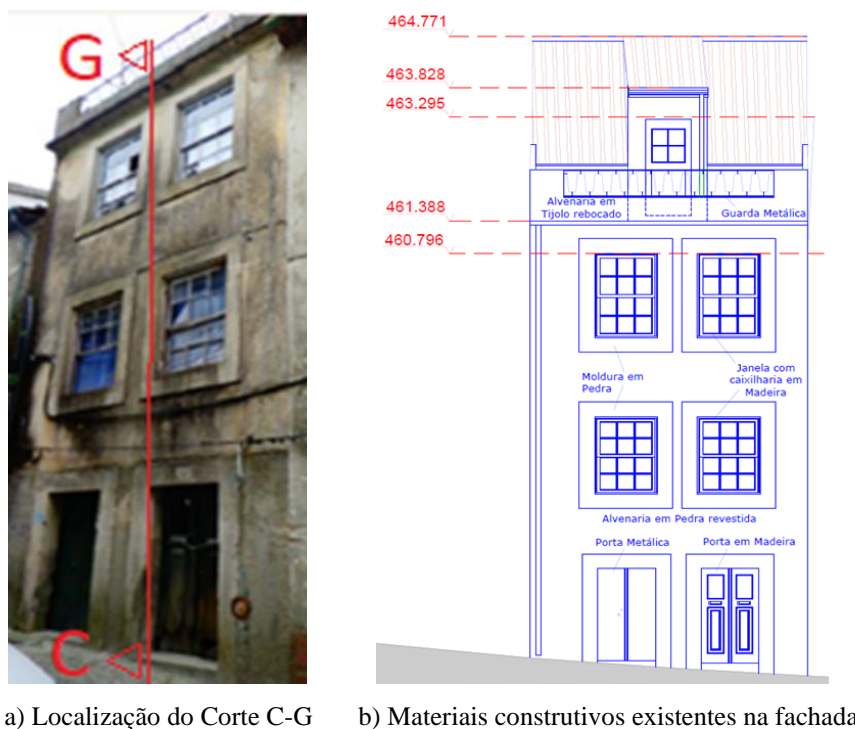 G
C
464.771
463.828
463.295
Alvenaria em
Tijolo rebocado
Guarda Metálica
461.388
460.796
Moldura em
Pedra
Janela com
caixilharia em
Madeira
Alvenaria em Pedra revestida
Porta Metálica
Porta em Madeira
a) Localização do Corte C-G
b) Materiais construtivos existentes na fachada